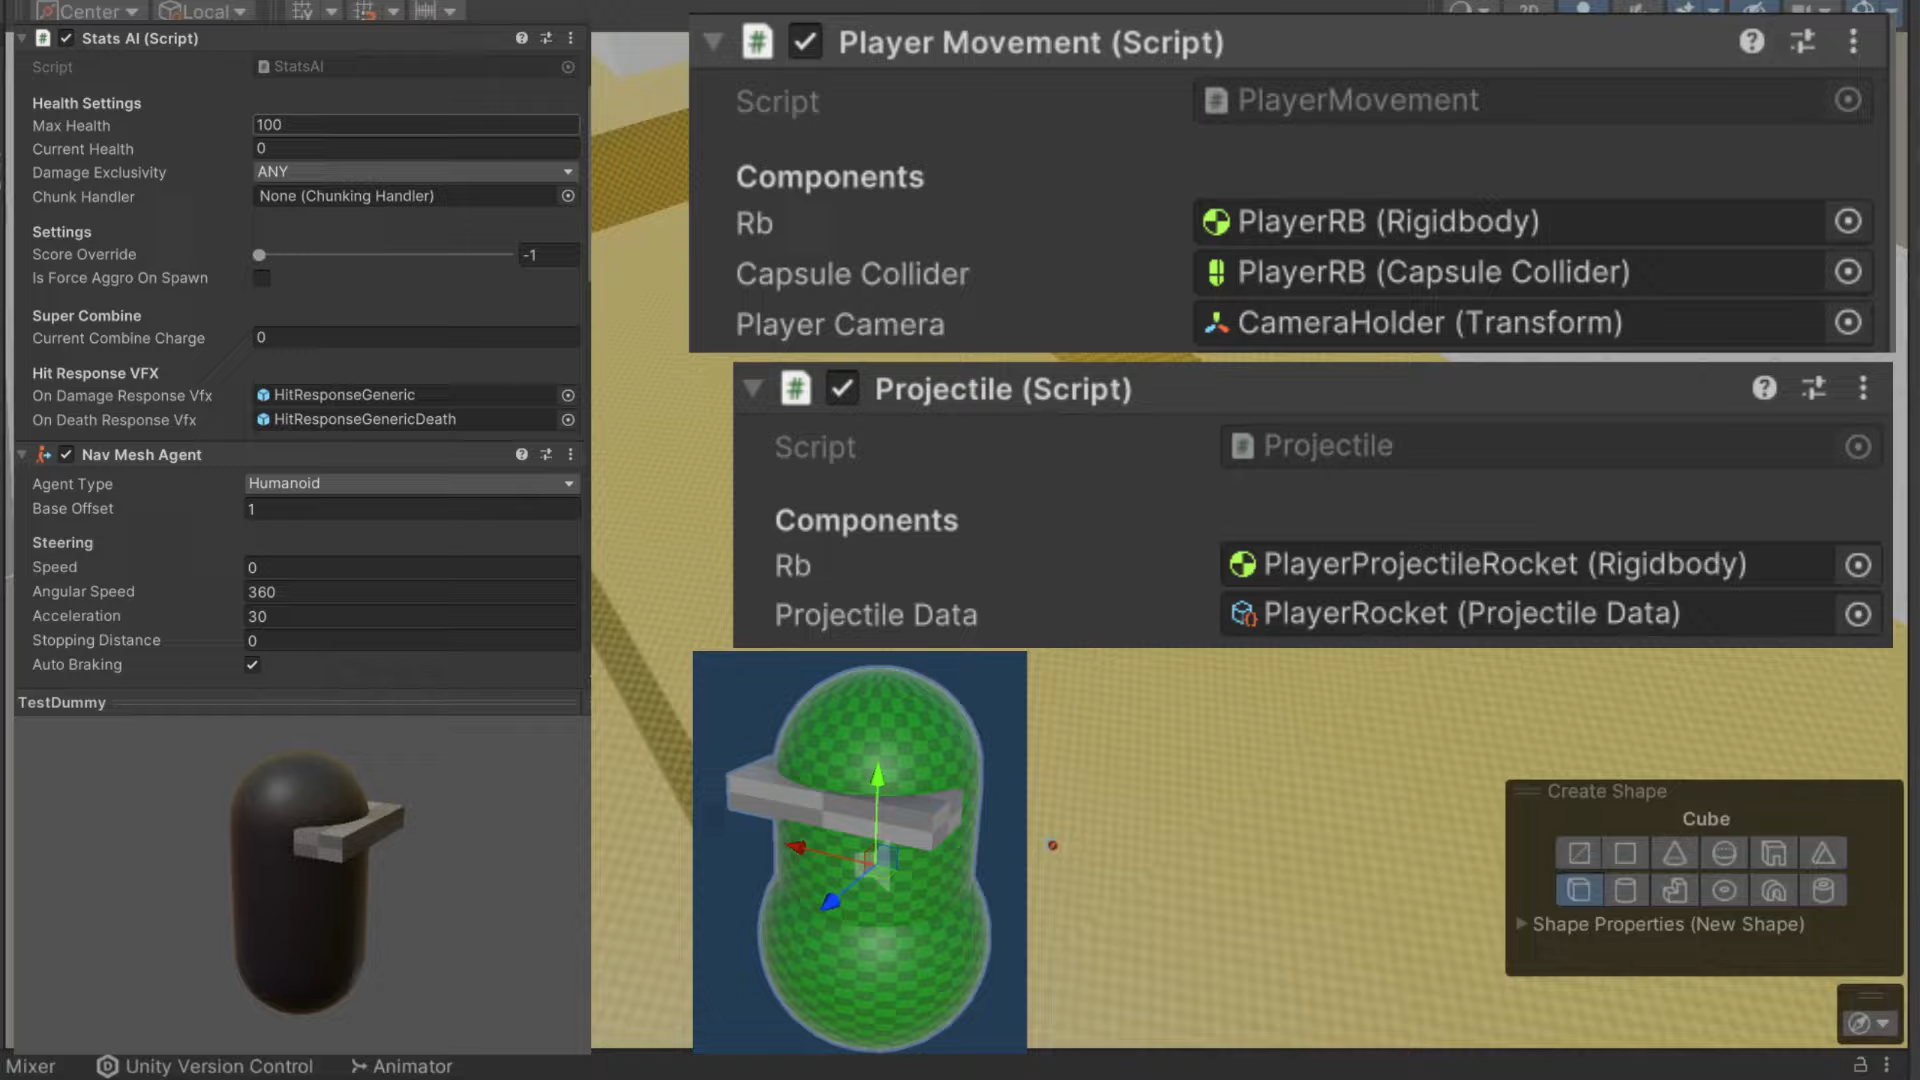 Center
Local
2D
Stats AI (Script)
Script
StatsAI
Health Settings
Max Health
100
Current Health
0
Damage Exclusivity
ANY
Chunk Handler
None (Chunking Handler)
Settings
Score Override
-1
Is Force Aggro On Spawn
Super Combine
Current Combine Charge
0
Hit Response VFX
On Damage Response Vfx
HitResponseGeneric
On Death Response Vfx
HitResponseGenericDeath
Nav Mesh Agent
Agent Type
Humanoid
Base Offset
1
Steering
Speed
0
Angular Speed
360
Acceleration
30
Stopping Distance
0
Auto Braking
TestDummy
Player Movement (Script)
Script
PlayerMovement
Components
Rb
PlayerRB (Rigidbody)
Capsule Collider
PlayerRB (Capsule Collider)
Player Camera
CameraHolder (Transform)
Projectile (Script)
Script
Projectile
Components
Rb
PlayerProjectileRocket (Rigidbody)
Projectile Data
PlayerRocket (Projectile Data)
Create Shape
Cube
Shape Properties (New Shape)
Mixer
Unity Version Control
Animator